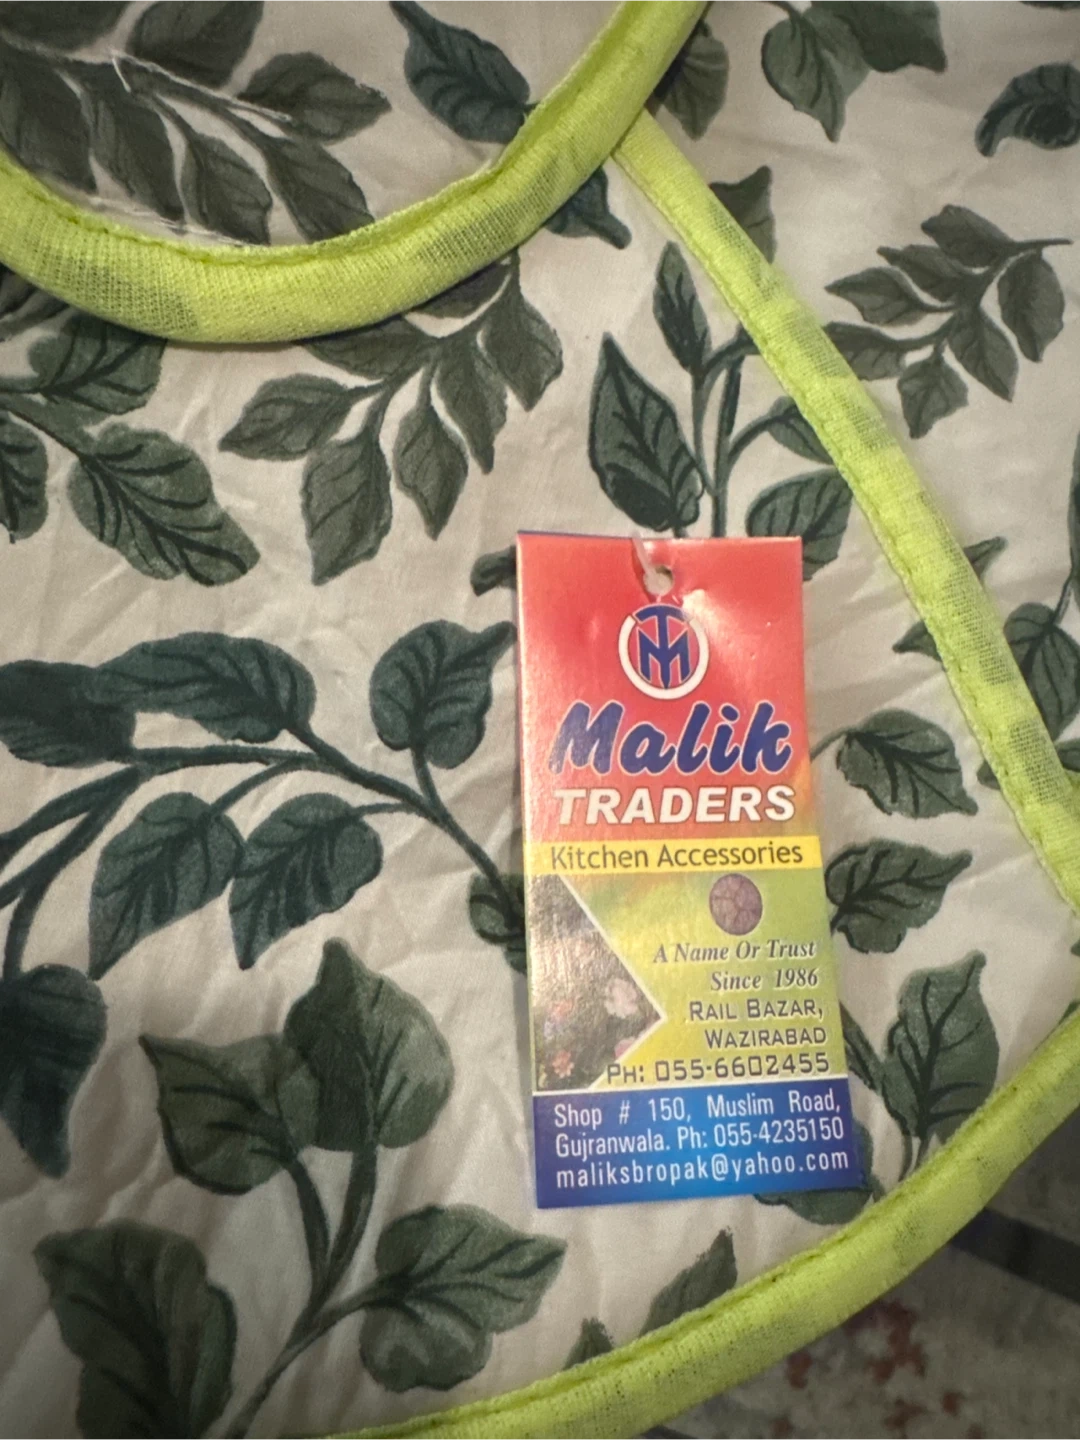 TM
Malik
TRADERS
Kitchen Accessories
A Name Or Trust
Since 1986
RAIL BAZAR,
WAZIRABAD
PH: 055-6602455
Shop # 150, Muslim Road,
Gujranwala. Ph: 055-4235150
maliksbropak@yahoo.com